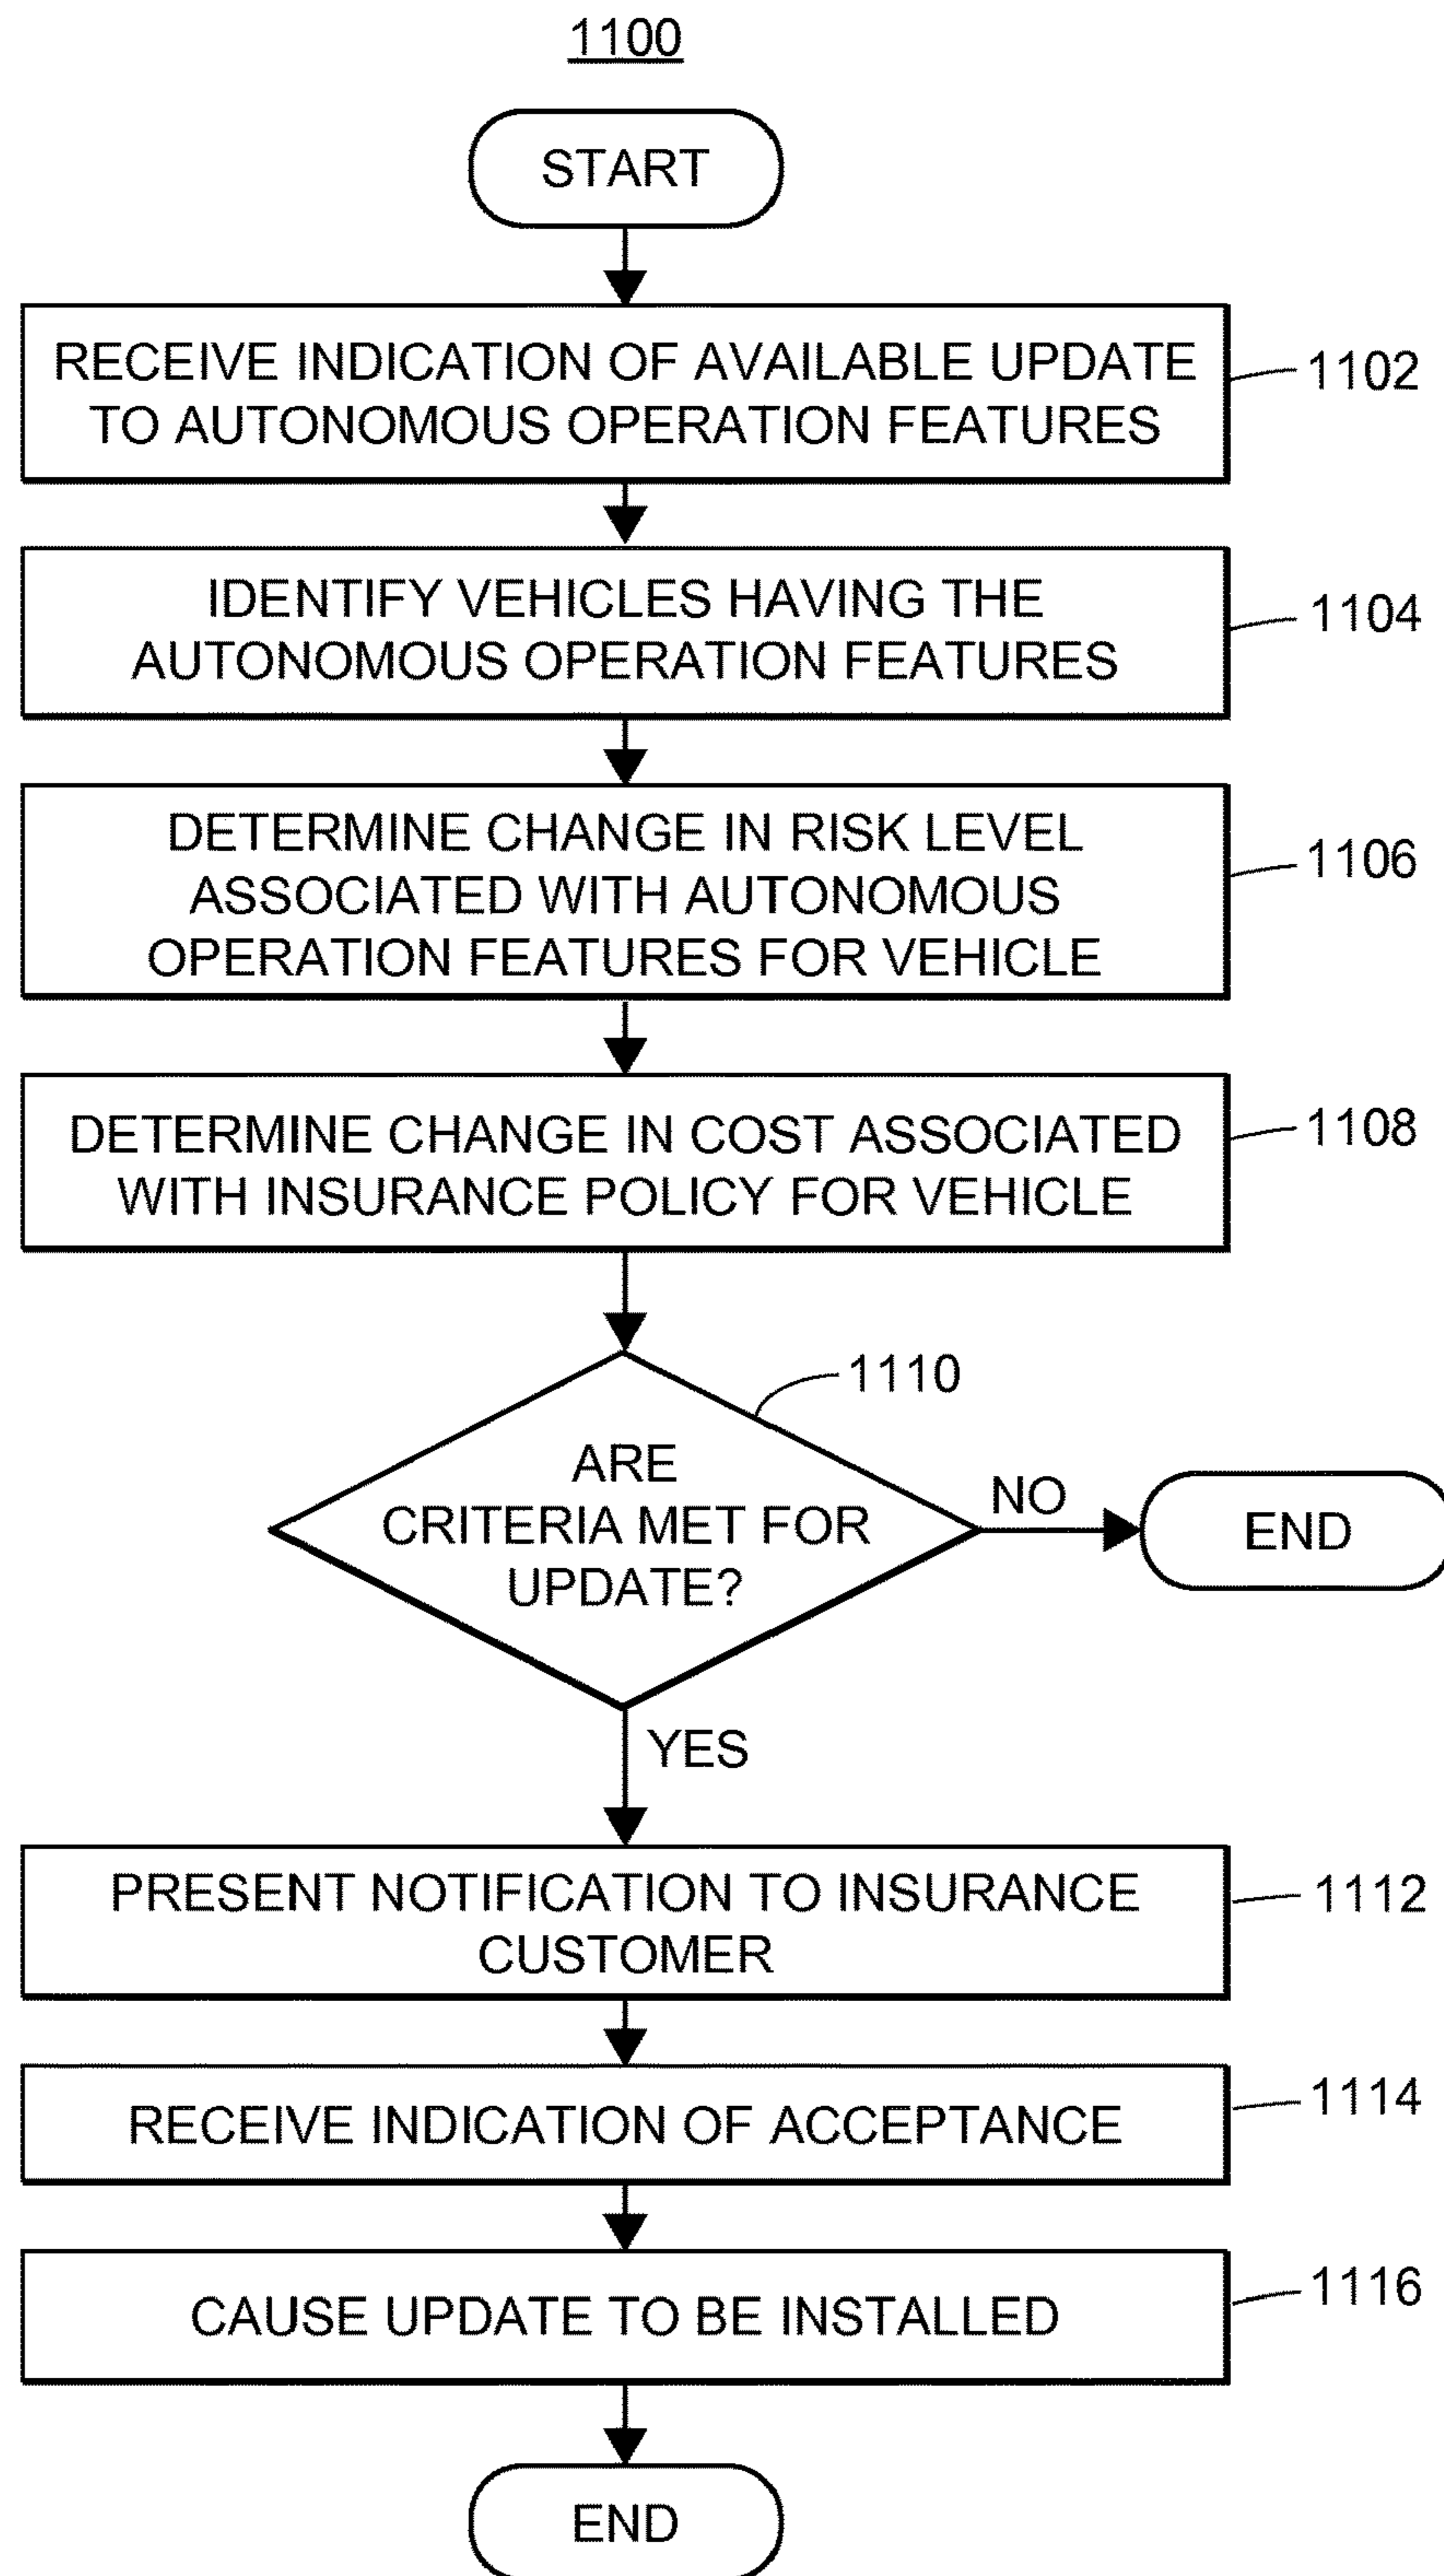 1100
START
RECEIVE INDICATION OF AVAILABLE UPDATE
TO AUTONOMOUS OPERATION FEATURES
1102
IDENTIFY VEHICLES HAVING THE
AUTONOMOUS OPERATION FEATURES
1104
DETERMINE CHANGE IN RISK LEVEL
ASSOCIATED WITH AUTONOMOUS
OPERATION FEATURES FOR VEHICLE
1106
DETERMINE CHANGE IN COST ASSOCIATED
WITH INSURANCE POLICY FOR VEHICLE
1108
1110
ARE
CRITERIA MET FOR
UPDATE?
NO
END
YES
PRESENT NOTIFICATION TO INSURANCE
CUSTOMER
1112
RECEIVE INDICATION OF ACCEPTANCE
1114
CAUSE UPDATE TO BE INSTALLED
1116
END